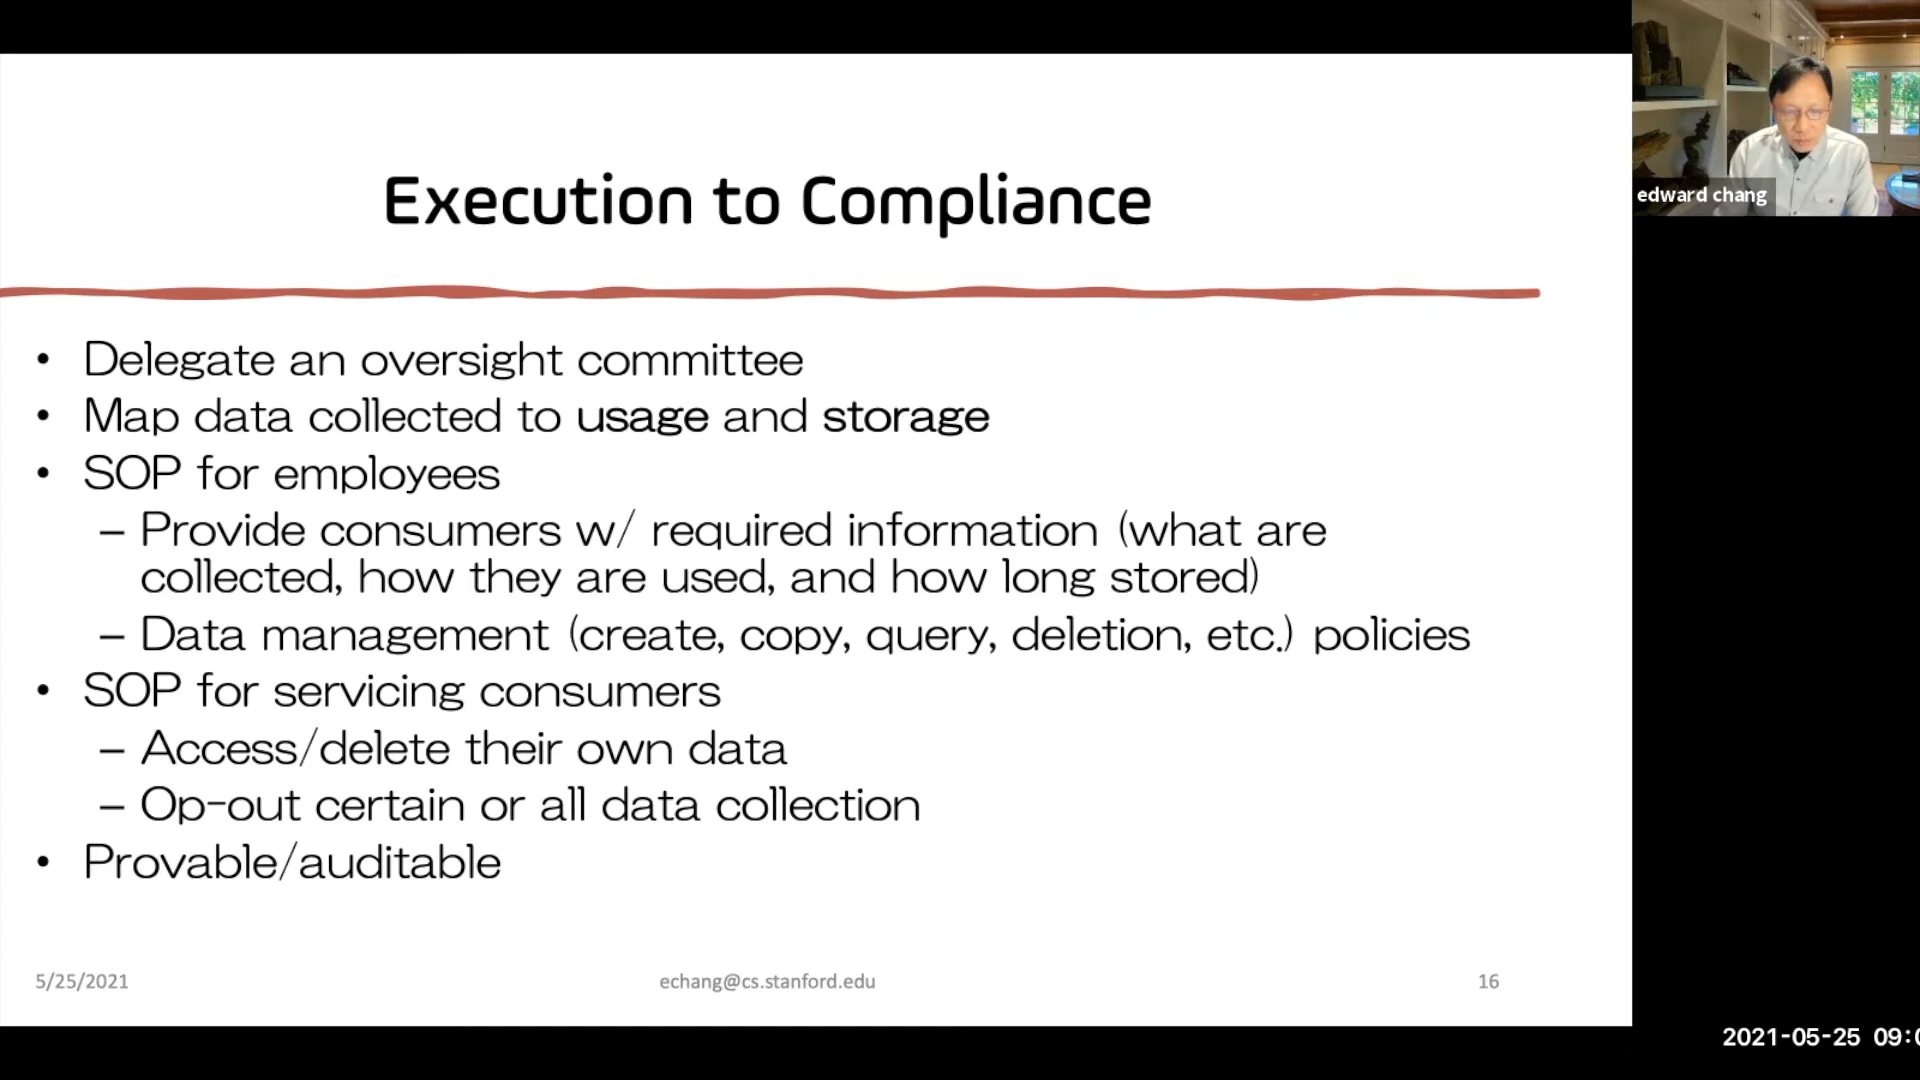 Execution to Compliance
• Delegate an oversight committee
• Map data collected to usage and storage
• SOP for employees
– Provide consumers w/ required information (what are
collected, how they are used, and how long stored)
– Data management (create, copy, query, deletion, etc.) policies
• SOP for servicing consumers
– Access/delete their own data
– Op-out certain or all data collection
• Provable/auditable
5/25/2021
echang@cs.stanford.edu
16
edward chang
2021-05-25 09:0